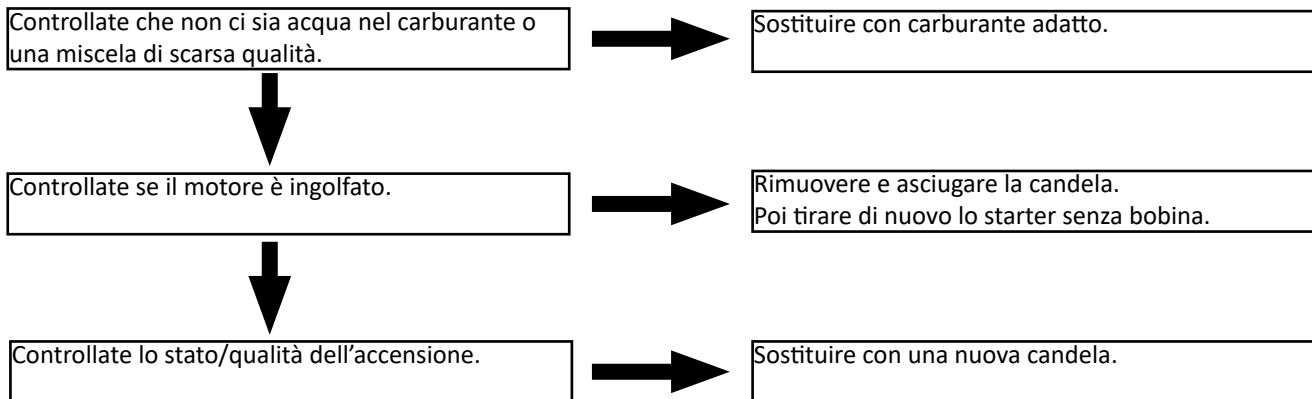 Controllate che non ci sia acqua nel carburante o
una miscela di scarsa qualità.
Sostituire con carburante adatto.
Controllate se il motore è ingolfato.
Rimuovere e asciugare la candela.
Poi tirare di nuovo lo starter senza bobina.
Controllate lo stato/qualità dell’accensione.
Sostituire con una nuova candela.